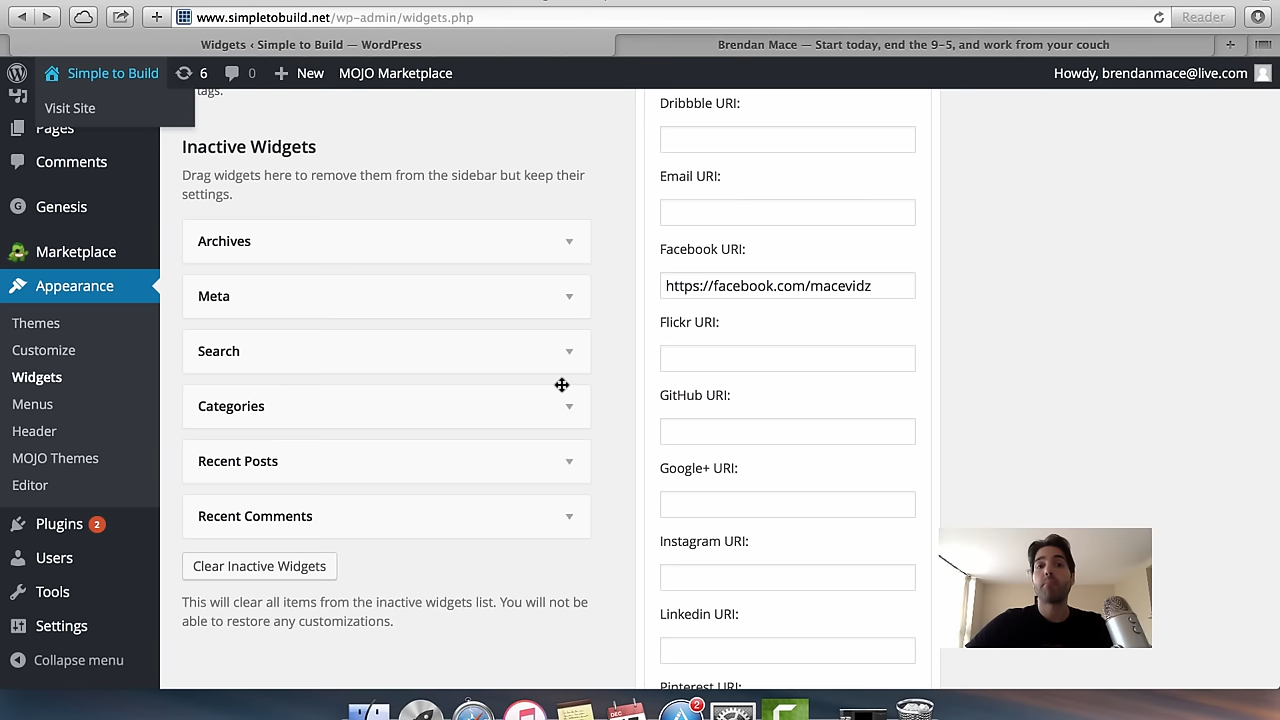 www.simpletobuild.net/wp-admin/widgets.php
Reader
Widgets ‹ Simple to Build — WordPress
Brendan Mace — Start today, end the 9–5, and work from your couch
Simple to Build
6
0
New
MOJO Marketplace
Howdy, brendanmace@live.com
Visit Site
tags.
Pages
Comments
Genesis
Marketplace
Appearance
Themes
Customize
Widgets
Menus
Header
MOJO Themes
Editor
Plugins 2
Users
Tools
Settings
Collapse menu
Inactive Widgets
Drag widgets here to remove them from the sidebar but keep their
settings.
Archives
Meta
Search
Categories
Recent Posts
Recent Comments
Clear Inactive Widgets
This will clear all items from the inactive widgets list. You will not be
able to restore any customizations.
Dribbble URI:
Email URI:
Facebook URI:
https://facebook.com/macevidz
Flickr URI:
GitHub URI:
Google+ URI:
Instagram URI:
Linkedin URI:
Pinterest URI:
DEC
2